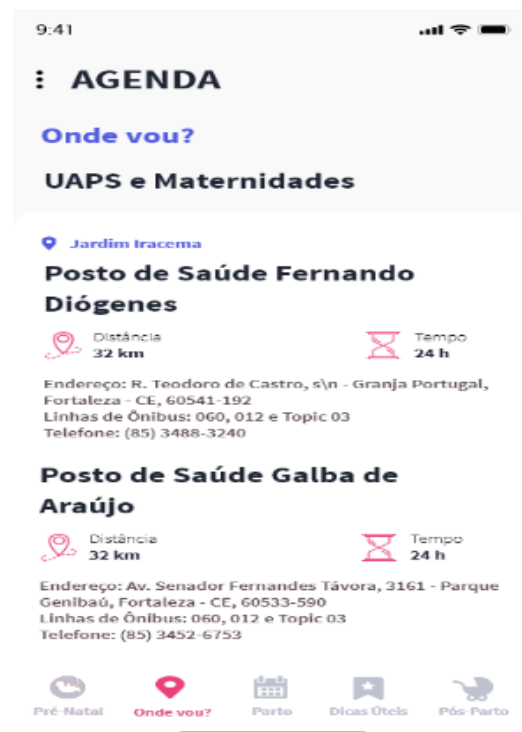 9:41
AGENDA
Onde vou?
UAPS e Maternidades
Jardim Iracema
Posto de Saúde Fernando
Diógenes
Distância
32 km
Tempo
24 h
Endereço: R. Teodoro de Castro, s\n - Granja Portugal,
Fortaleza - CE, 60541-192
Linhas de Ônibus: 060, 012 e Topic 03
Telefone: (85) 3488-3240
Posto de Saúde Galba de
Araújo
Distância
32 km
Tempo
24 h
Endereço: Av. Senador Fernandes Távora, 3161 - Parque
Genibaú, Fortaleza - CE, 60533-590
Linhas de Ônibus: 060, 012 e Topic 03
Telefone: (85) 3452-6753
Pré-Natal
Onde vou?
Parto
Dicas Úteis
Pós-Parto